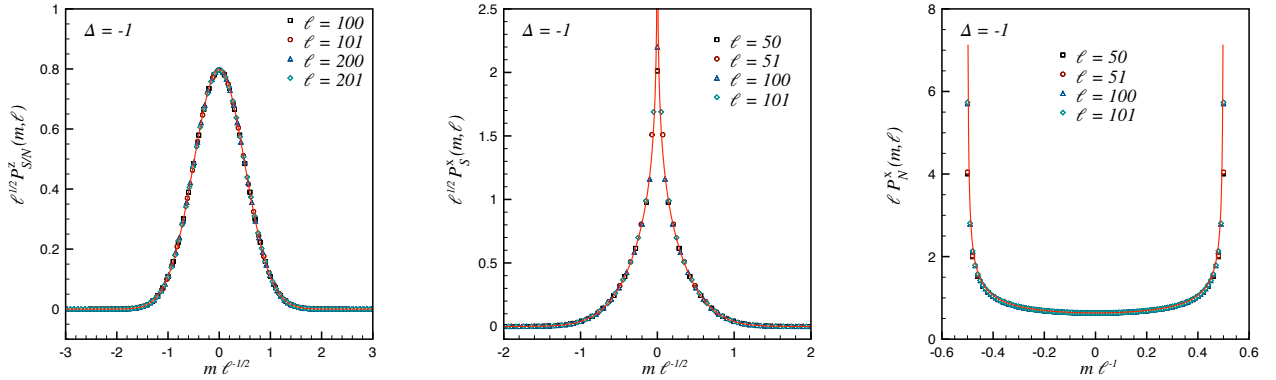 Δ = -1
ℓ = 100
ℓ = 101
ℓ = 200
ℓ = 201
ℓ^{1/2} P^{z}_{S/N}(m,ℓ)
1
0.8
0.6
0.4
0.2
0
-3 -2 -1 0 1 2 3
m ℓ^{-1/2}
Δ = -1
ℓ = 50
ℓ = 51
ℓ = 100
ℓ = 101
ℓ^{1/2} P^{x}_{S}(m,ℓ)
2.5
2
1.5
1
0.5
0
-2 -1 0 1 2
m ℓ^{-1/2}
Δ = -1
ℓ = 50
ℓ = 51
ℓ = 100
ℓ = 101
ℓ P^{x}_{N}(m,ℓ)
8
6
4
2
0
-0.6 -0.4 -0.2 0 0.2 0.4 0.6
m ℓ^{-1}